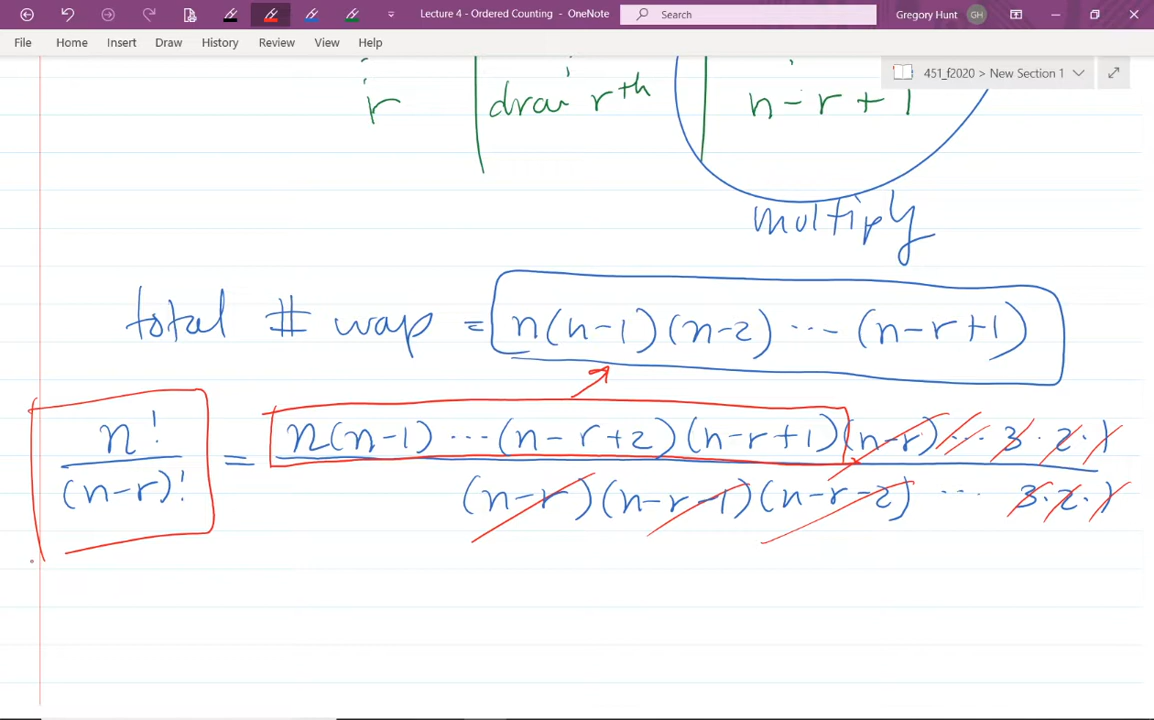 Lecture 4 - Ordered Counting - OneNote
Search
Gregory Hunt
GH
File Home Insert Draw History Review View Help
451_f2020 > New Section 1
r draw rth n-r+1
multiply
total # ways = n(n-1)(n-2) ... (n-r+1)
n! / (n-r)! = n(n-1) ... (n-r+2)(n-r+1)(n-r) ... 3·2·1
(n-r)(n-r-1)(n-r-2) ... 3·2·1